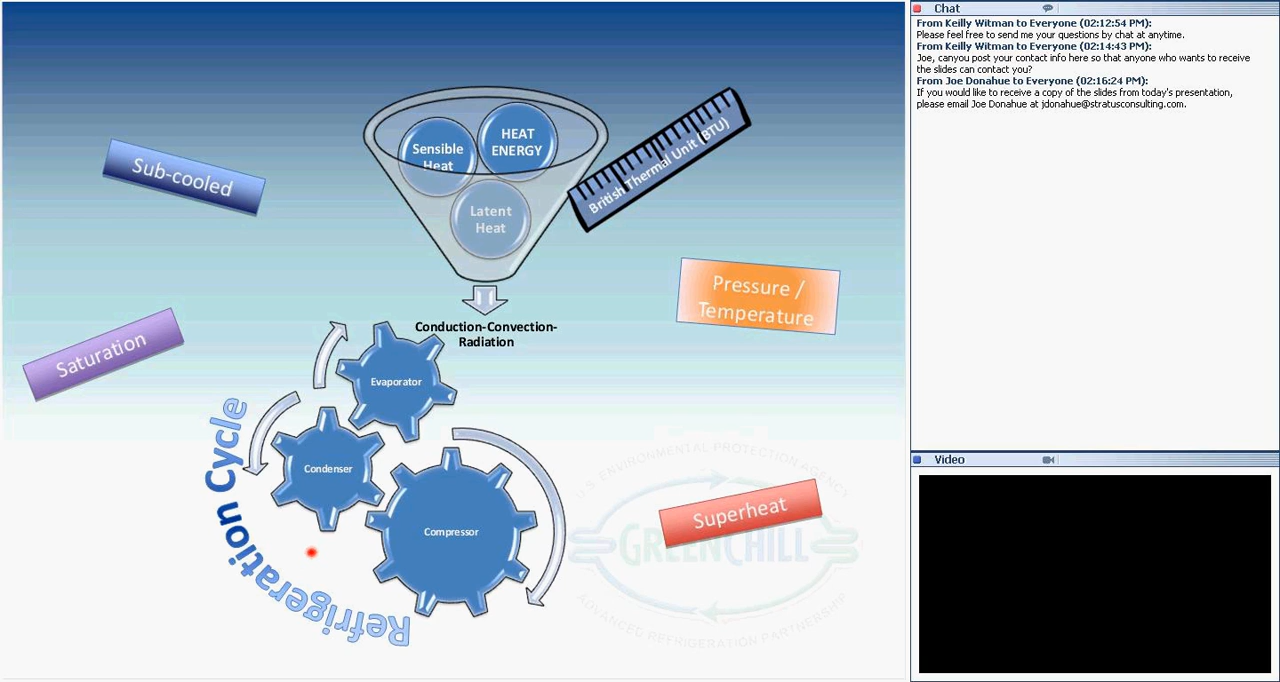 Sub-cooled
Sensible
Heat
HEAT
ENERGY
Latent
Heat
British Thermal Unit (BTU)
Pressure /
Temperature
Saturation
Conduction-Convection-
Radiation
Evaporator
Condenser
Compressor
Refrigeration Cycle
Superheat
U.S. ENVIRONMENTAL PROTECTION AGENCY
GREENCHILL
ADVANCED REFRIGERATION PARTNERSHIP
Chat
From Keilly Witman to Everyone (02:12:54 PM):
Please feel free to send me your questions by chat at anytime.
From Keilly Witman to Everyone (02:14:43 PM):
Joe, canyou post your contact info here so that anyone who wants to receive
the slides can contact you?
From Joe Donahue to Everyone (02:16:24 PM):
If you would like to receive a copy of the slides from today's presentation,
please email Joe Donahue at jdonahue@stratusconsulting.com.
Video